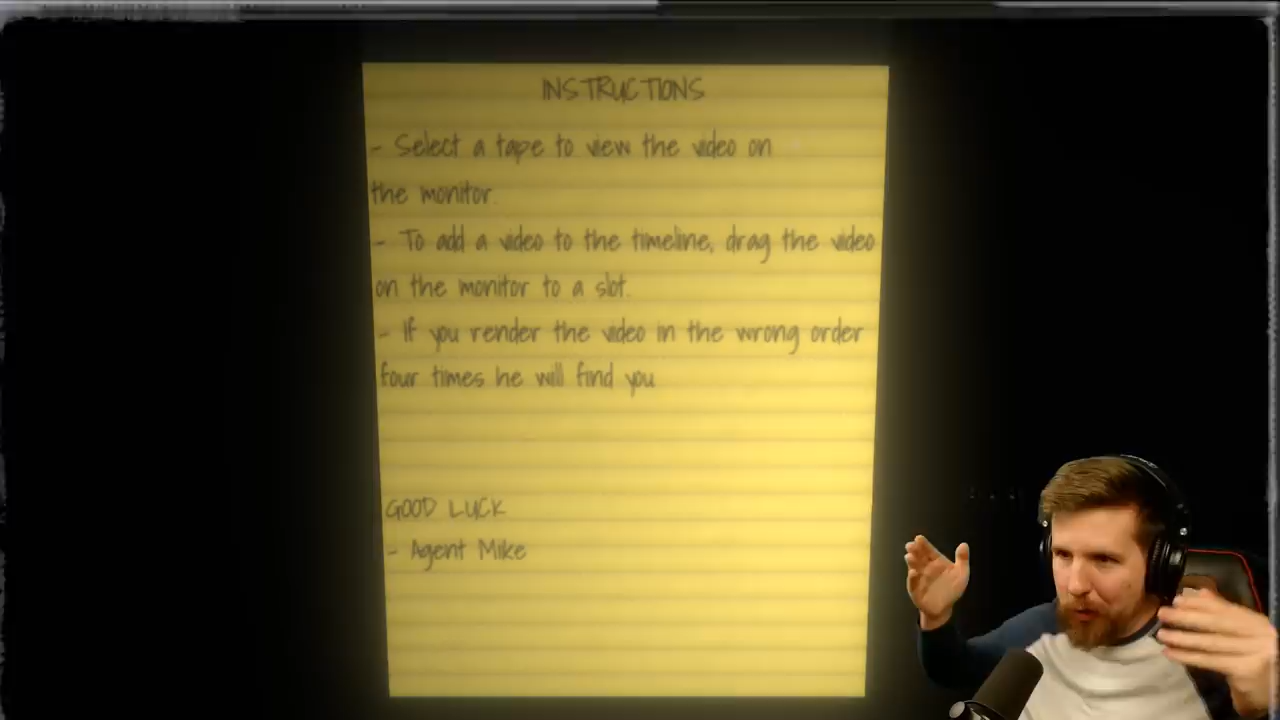 INSTRUCTIONS
- Select a tape to view the video on
the monitor.
- To add a video to the timeline, drag the video
on the monitor to a slot.
- If you render the video in the wrong order
four times he will find you
GOOD LUCK
- Agent Mike